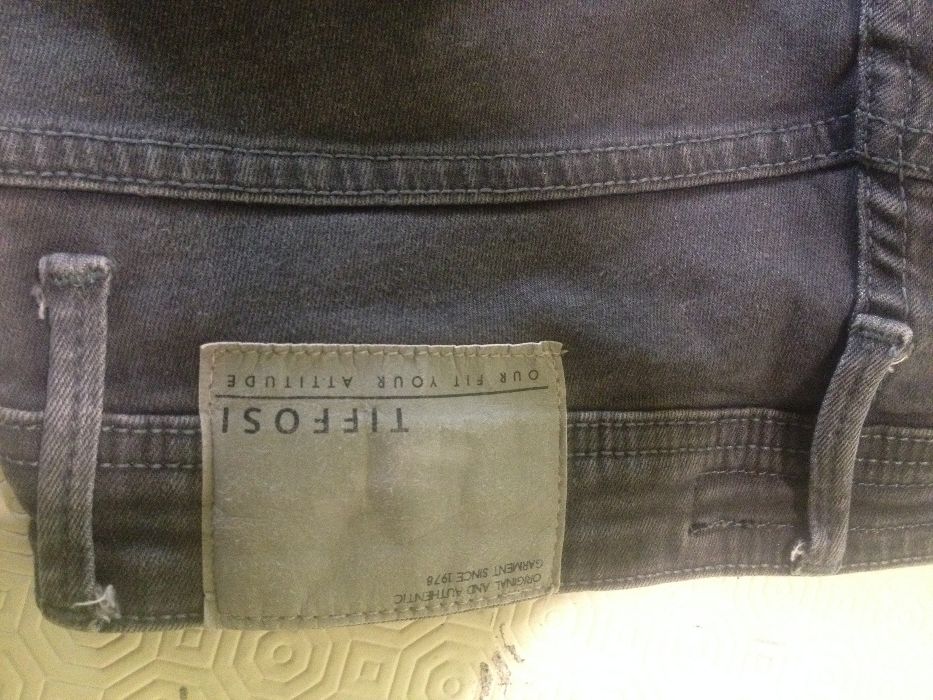 ORIGINAL AND AUTHENTIC
GARMENT SINCE 1978
TIFFOSI
OUR FIT YOUR ATTITUDE